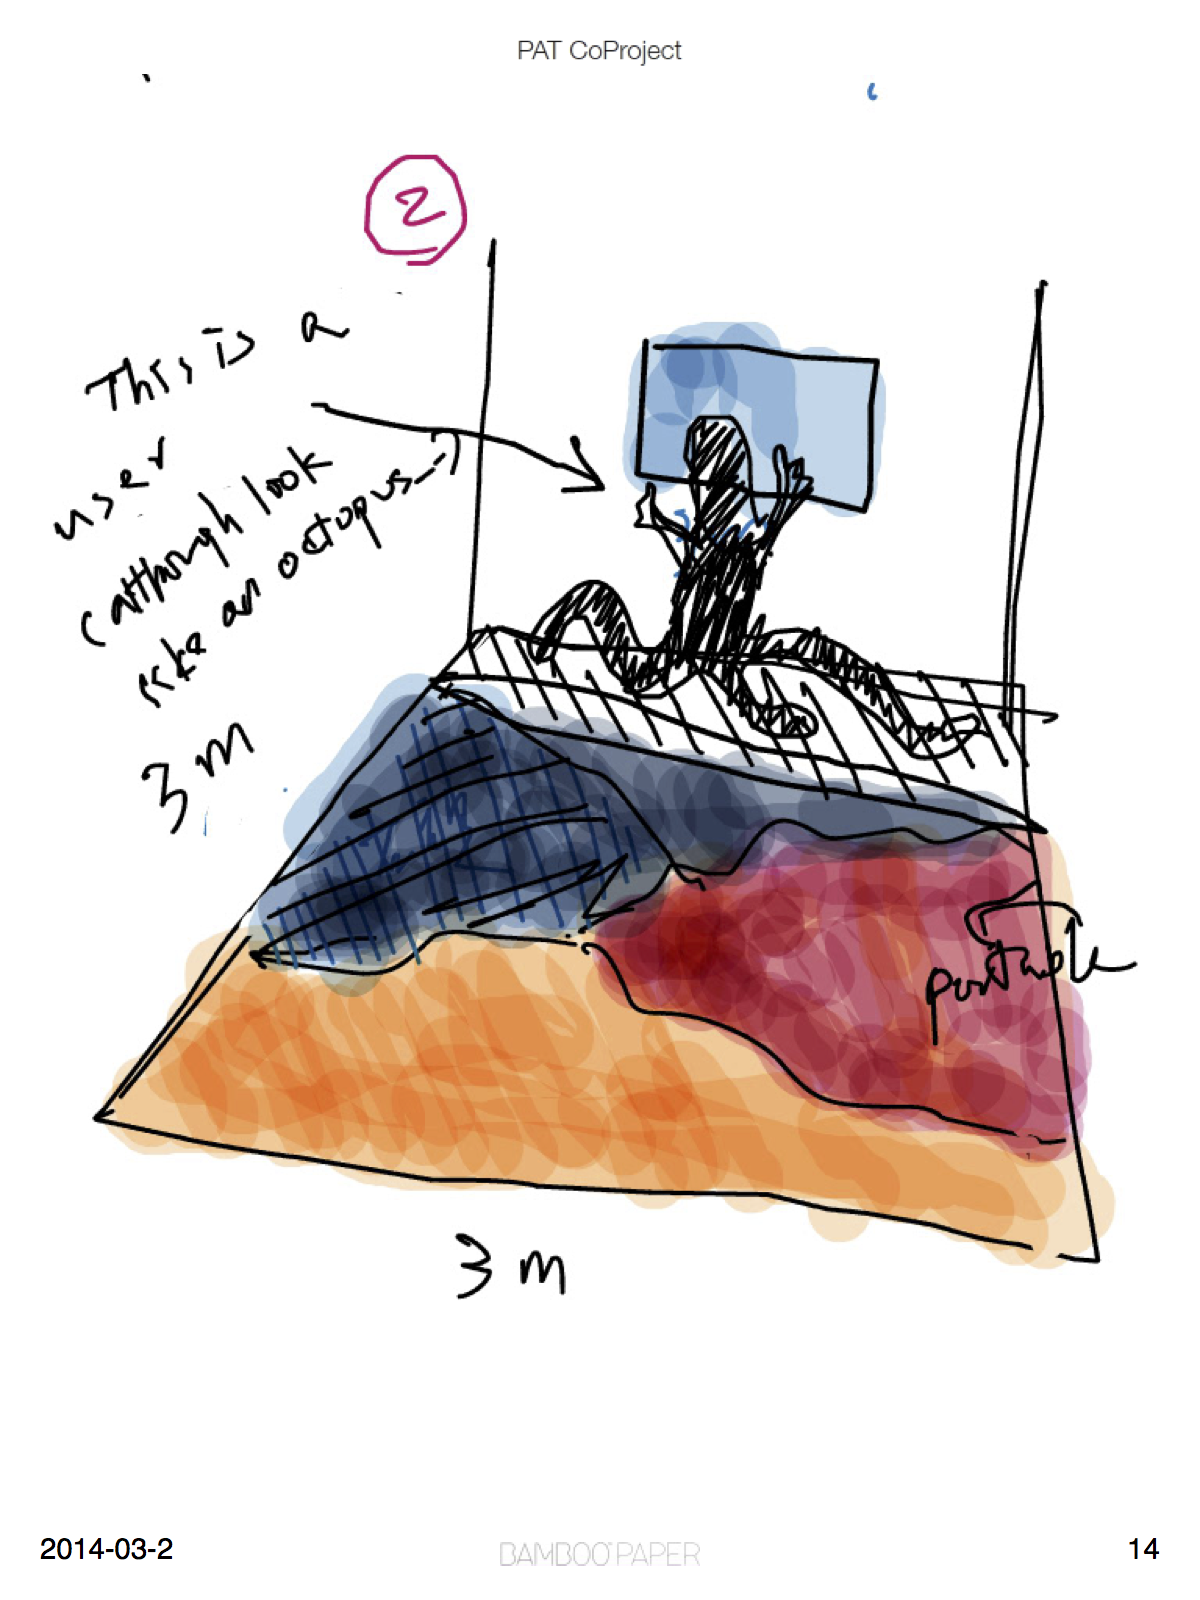 PAT CoProject
2
This is a
user
(although look
like an octopus--)
3 m
portable
3 m
2014-03-2
BAMBOO PAPER
14